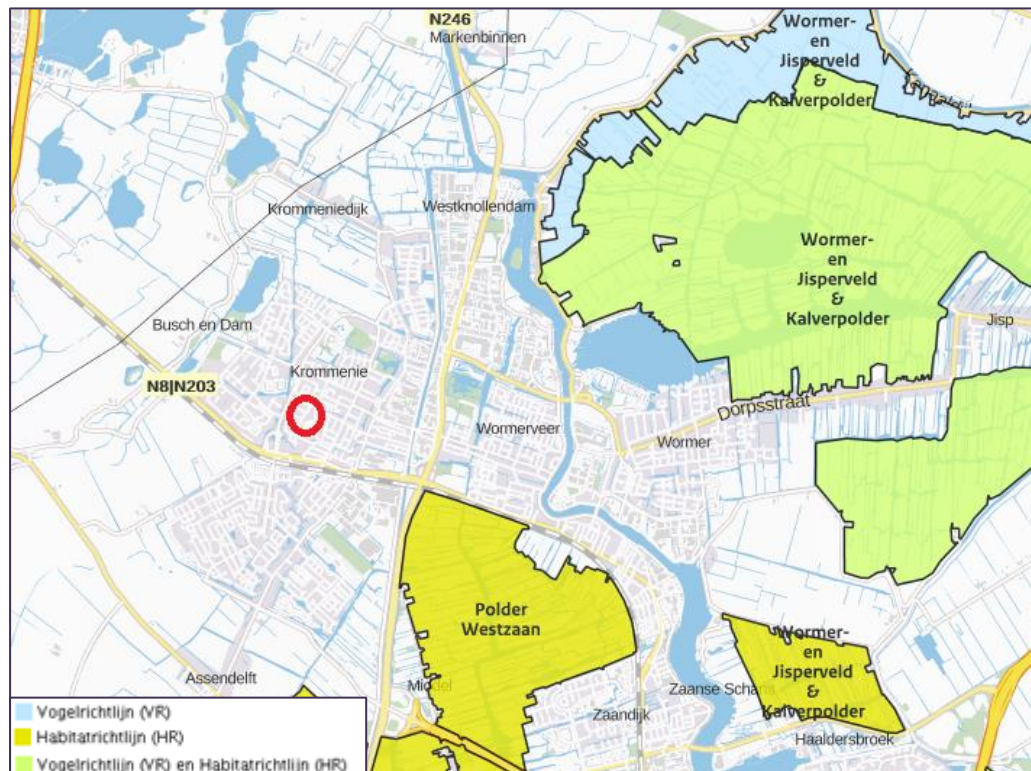 N246
Markenbinnen
Wormer-
en
Jisperveld
&
Kalverpolder
Krommeniedijk
Westknollendam
Wormer-
en
Jisperveld
&
Kalverpolder
Jisp
Busch en Dam
Krommenie
N8|N203
Dorpsstraat
Wormerveer
Wormer
Polder
Westzaan
Wormer-
en
Jisperveld
&
Kalverpolder
Assendelft
Zaanse Schans
Zaandijk
Haaldersbroek
Vogelrichtlijn (VR)
Habitatrichtlijn (HR)
Vogelrichtlijn (VR) en Habitatrichtlijn (HR)